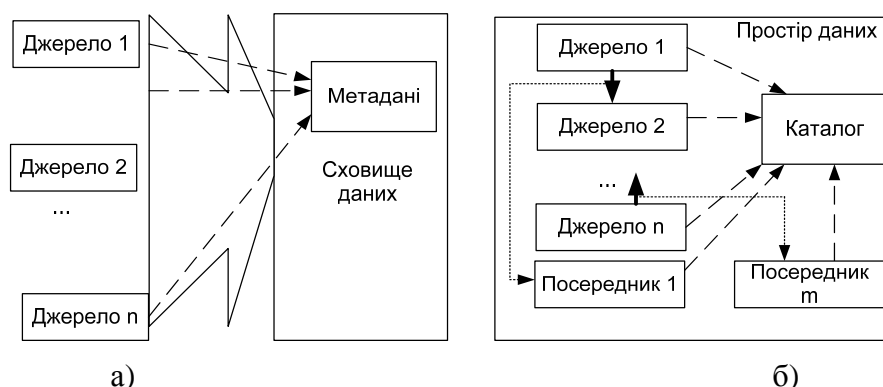 Джерело 1
Джерело 2
...
Джерело n
Метадані
Сховище
даних
а)
Простір даних
Джерело 1
Джерело 2
...
Джерело n
Посередник 1
Каталог
Посередник
m
б)